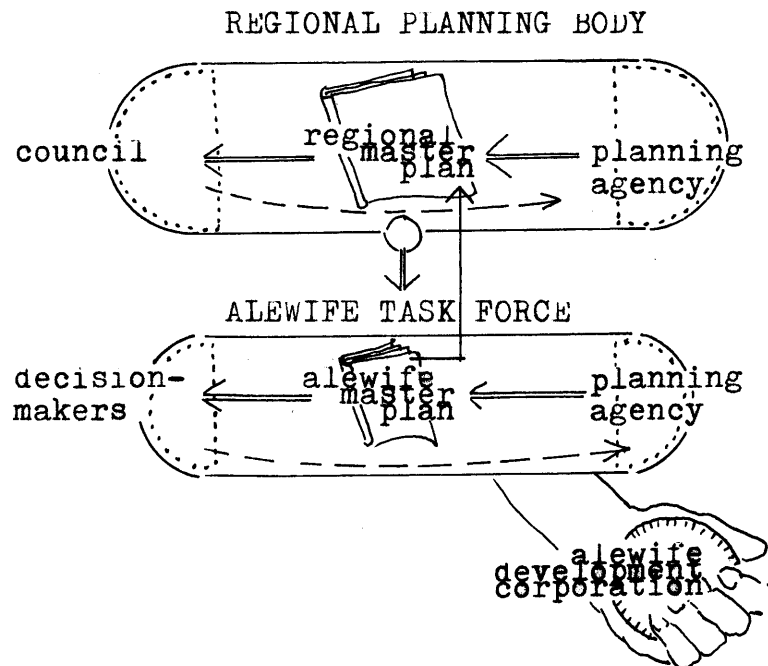 REGIONAL PLANNING BODY
regional
master
plan
council
planning
agency
ALEWIFE TASK FORCE
decision-
makers
alewife
master
plan
planning
agency
alewife
development
corporation